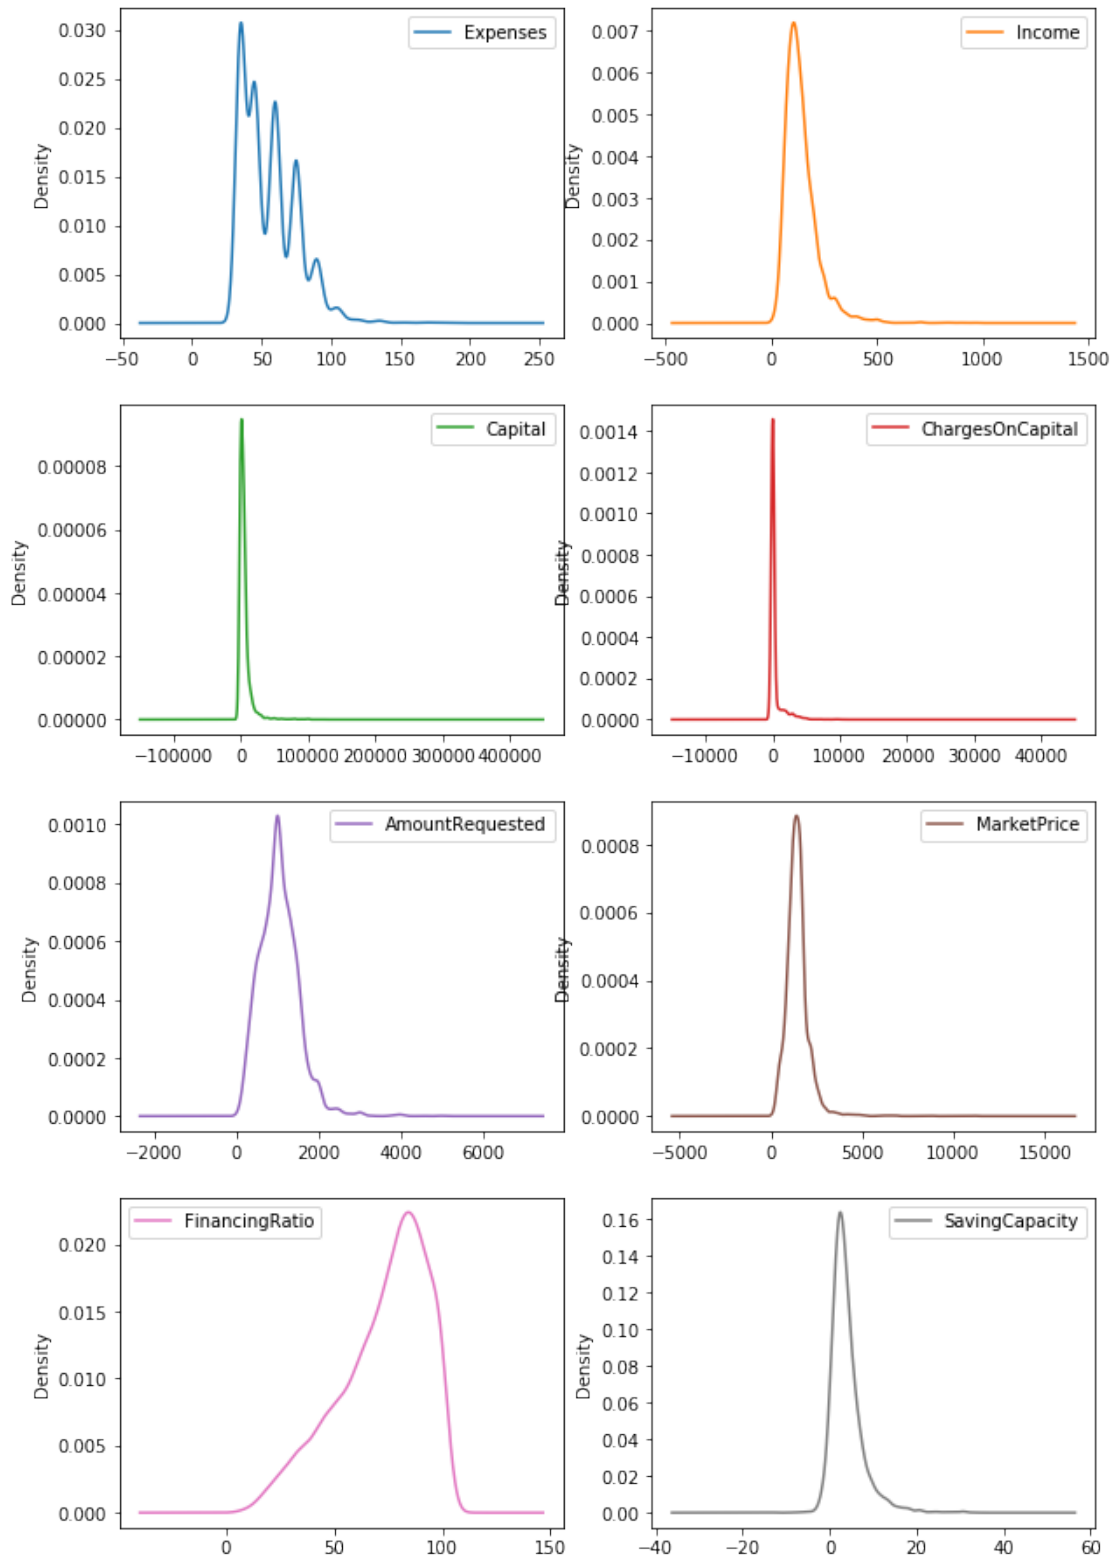 Expenses
Density
0.030
0.025
0.020
0.015
0.010
0.005
0.000
−50 0 50 100 150 200 250
Income
Density
0.007
0.006
0.005
0.004
0.003
0.002
0.001
0.000
−500 0 500 1000 1500
Capital
Density
0.00008
0.00006
0.00004
0.00002
0.00000
−100000 0 100000 200000 300000 400000
ChargesOnCapital
Density
0.0014
0.0012
0.0010
0.0008
0.0006
0.0004
0.0002
0.0000
−10000 0 10000 20000 30000 40000
AmountRequested
Density
0.0010
0.0008
0.0006
0.0004
0.0002
0.0000
−2000 0 2000 4000 6000
MarketPrice
Density
0.0008
0.0006
0.0004
0.0002
0.0000
−5000 0 5000 10000 15000
FinancingRatio
Density
0.020
0.015
0.010
0.005
0.000
0 50 100 150
SavingCapacity
Density
0.16
0.14
0.12
0.10
0.08
0.06
0.04
0.02
0.00
−40 −20 0 20 40 60